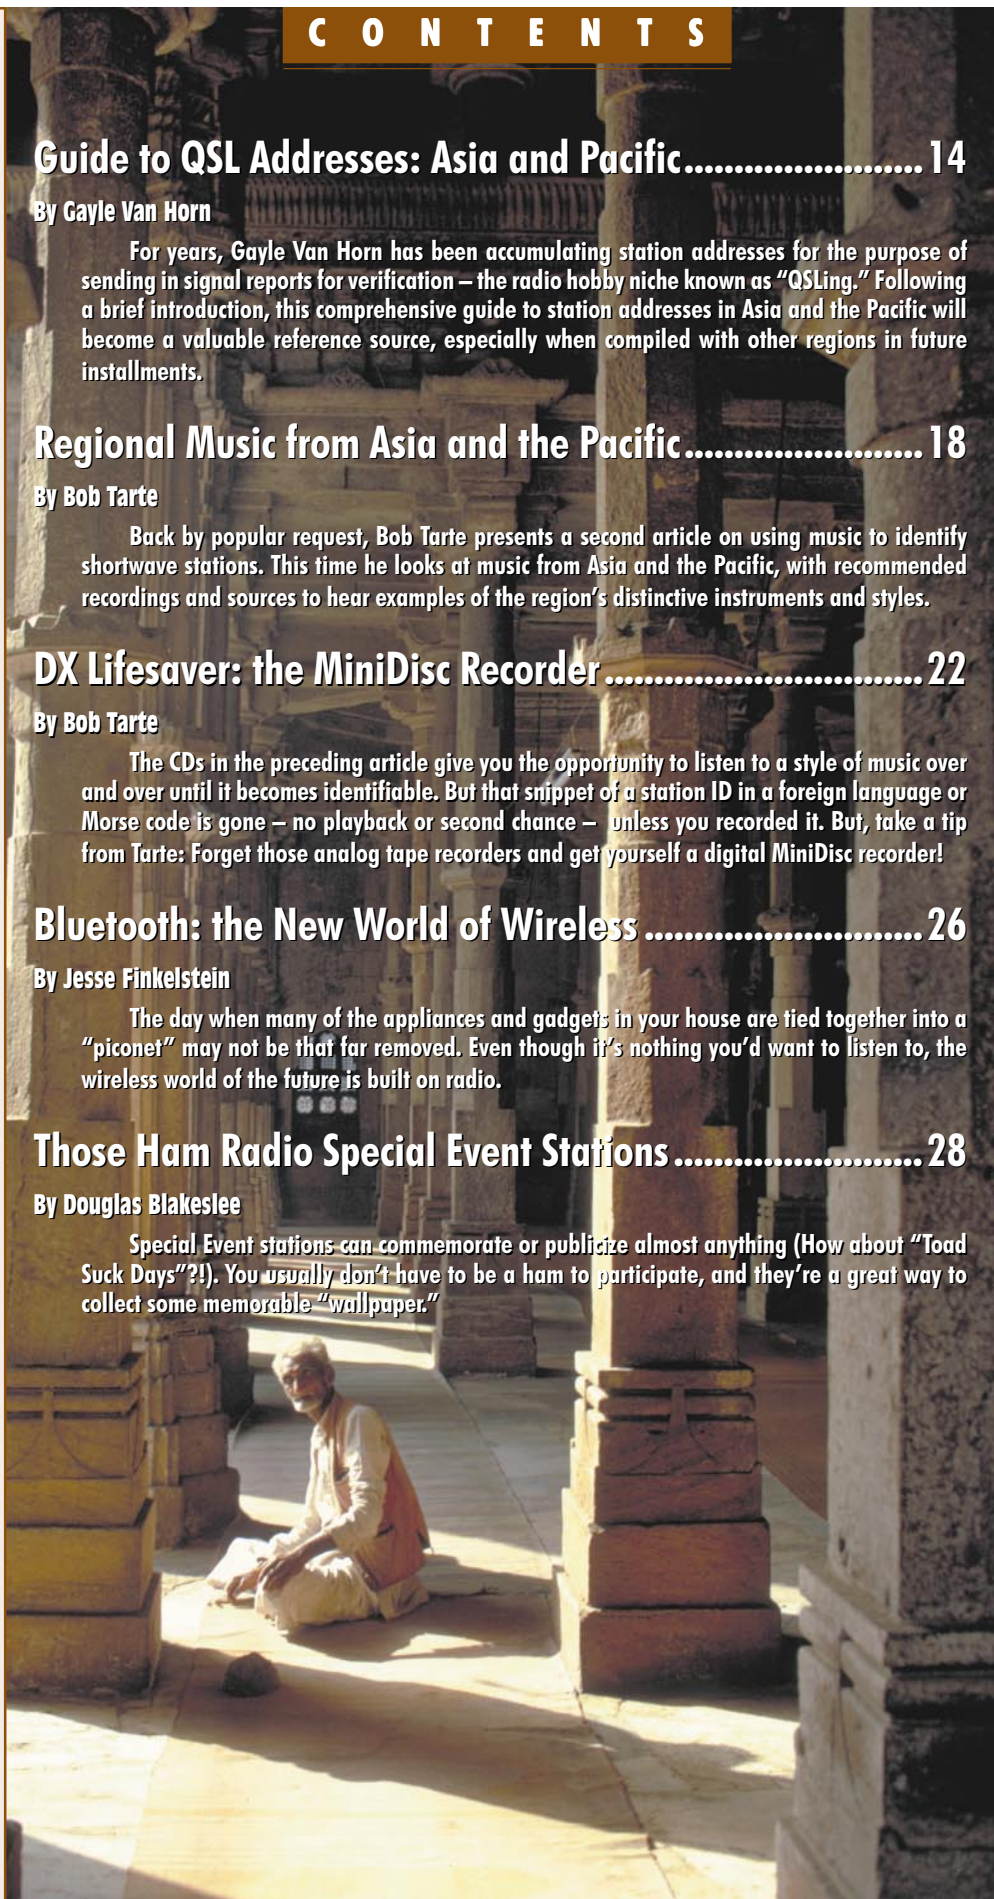 C O N T E N T S
Guide to QSL Addresses: Asia and Pacific........................ 14
By Gayle Van Horn
For years, Gayle Van Horn has been accumulating station addresses for the purpose of
sending in signal reports for verification – the radio hobby niche known as “QSLing.” Following
a brief introduction, this comprehensive guide to station addresses in Asia and the Pacific will
become a valuable reference source, especially when compiled with other regions in future
installments.
Regional Music from Asia and the Pacific........................ 18
By Bob Tarte
Back by popular request, Bob Tarte presents a second article on using music to identify
shortwave stations. This time he looks at music from Asia and the Pacific, with recommended
recordings and sources to hear examples of the region’s distinctive instruments and styles.
DX Lifesaver: the MiniDisc Recorder................................ 22
By Bob Tarte
The CDs in the preceding article give you the opportunity to listen to a style of music over
and over until it becomes identifiable. But that snippet of a station ID in a foreign language or
Morse code is gone – no playback or second chance – unless you recorded it. But, take a tip
from Tarte: Forget those analog tape recorders and get yourself a digital MiniDisc recorder!
Bluetooth: the New World of Wireless ............................ 26
By Jesse Finkelstein
The day when many of the appliances and gadgets in your house are tied together into a
“piconet” may not be that far removed. Even though it’s nothing you’d want to listen to, the
wireless world of the future is built on radio.
Those Ham Radio Special Event Stations ......................... 28
By Douglas Blakeslee
Special Event stations can commemorate or publicize almost anything (How about “Toad
Suck Days”?!). You usually don’t have to be a ham to participate, and they’re a great way to
collect some memorable “wallpaper.”